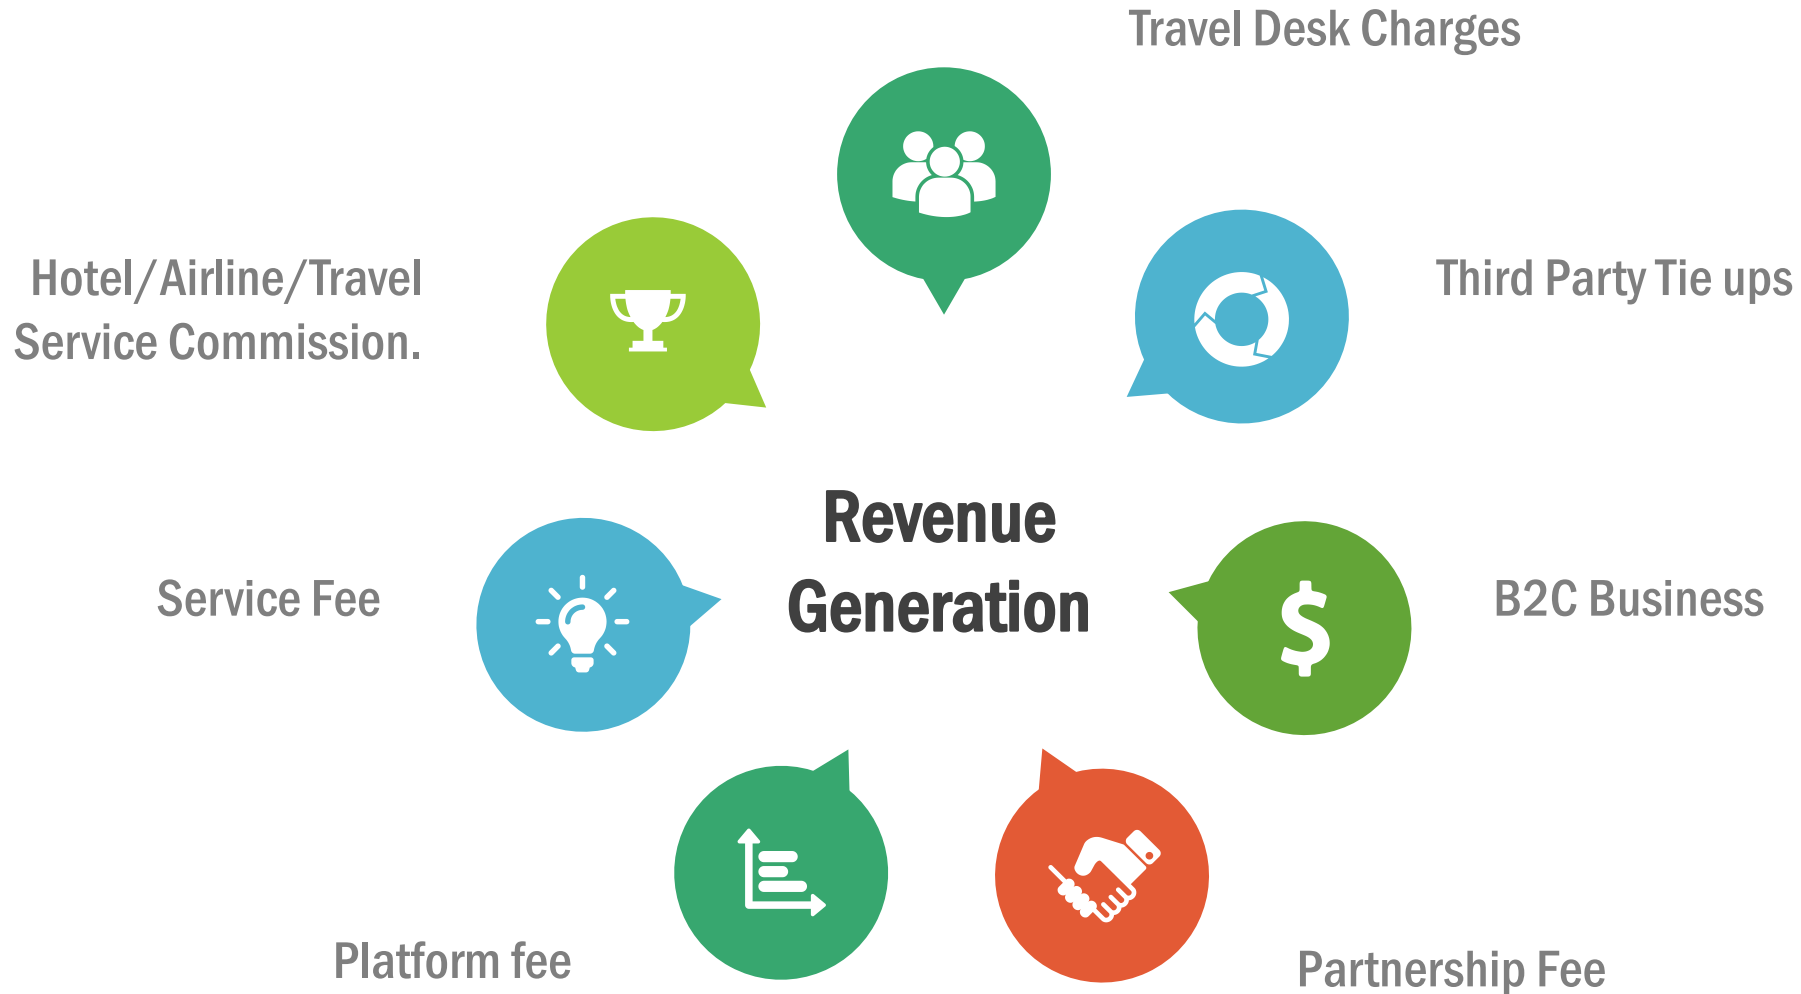 Travel Desk Charges
Hotel/Airline/Travel
Service Commission.
Third Party Tie ups
Revenue
Generation
Service Fee
B2C Business
Platform fee
Partnership Fee